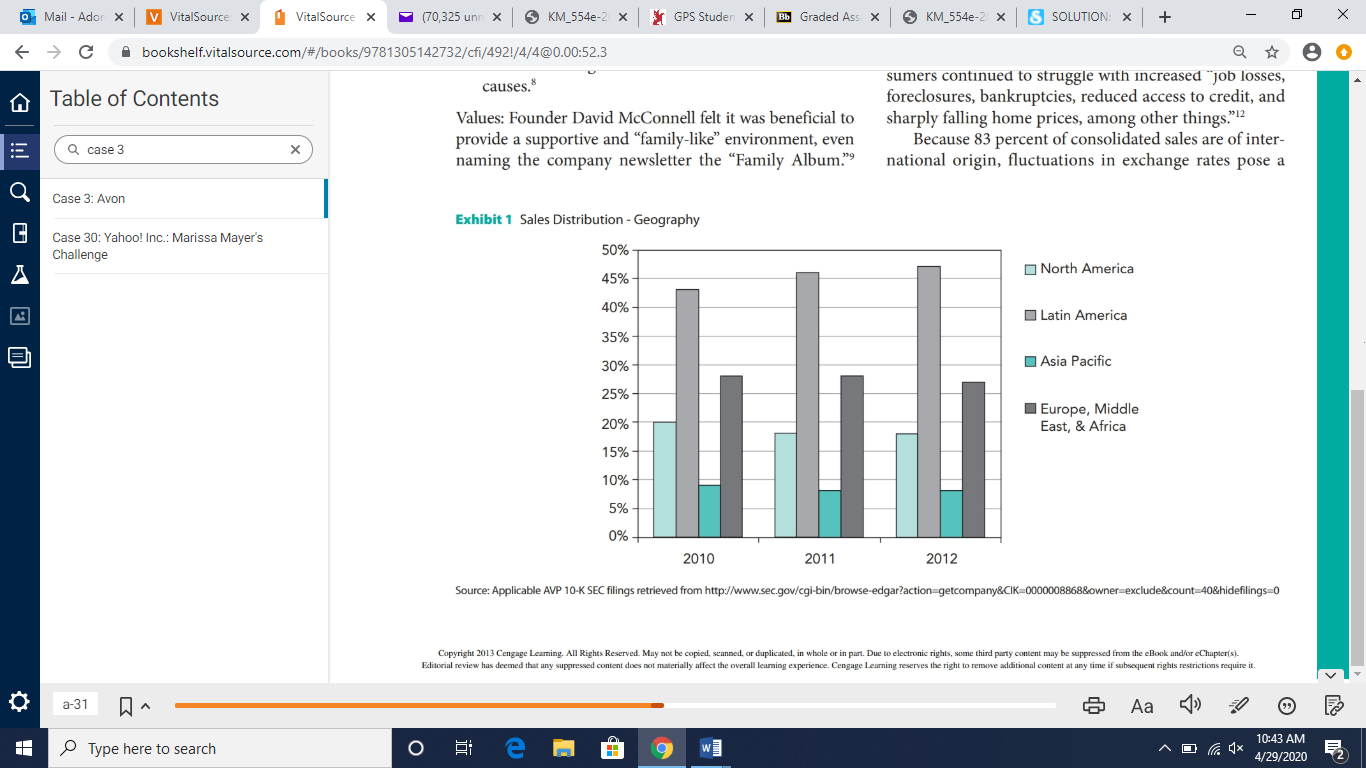 Mail - Ador
VitalSource
VitalSource
(70,325 unr
KM_554e-2
GPS Studen
Bb
Graded Ass
KM_554e-2
SOLUTION
bookshelf.vitalsource.com/#/books/9781305142732/cfi/492!/4/4@0.00:52.3
Table of Contents
case 3
Case 3: Avon
Case 30: Yahoo! Inc.: Marissa Mayer's
Challenge
causes.⁸
Values: Founder David McConnell felt it was beneficial to
provide a supportive and “family-like” environment, even
naming the company newsletter the “Family Album.”⁹
sumers continued to struggle with increased “job losses,
foreclosures, bankruptcies, reduced access to credit, and
sharply falling home prices, among other things.”¹²
Because 83 percent of consolidated sales are of inter-
national origin, fluctuations in exchange rates pose a
Exhibit 1 Sales Distribution - Geography
50%
45%
40%
35%
30%
25%
20%
15%
10%
5%
0%
2010
2011
2012
North America
Latin America
Asia Pacific
Europe, Middle
East, & Africa
Source: Applicable AVP 10-K SEC filings retrieved from http://www.sec.gov/cgi-bin/browse-edgar?action=getcompany&CIK=0000008868&owner=exclude&count=40&hidefilings=0
Copyright 2013 Cengage Learning. All Rights Reserved. May not be copied, scanned, or duplicated, in whole or in part. Due to electronic rights, some third party content may be suppressed from the eBook and/or eChapter(s).
Editorial review has deemed that any suppressed content does not materially affect the overall learning experience. Cengage Learning reserves the right to remove additional content at any time if subsequent rights restrictions require it.
a-31
Aa
Type here to search
10:43 AM
4/29/2020
2